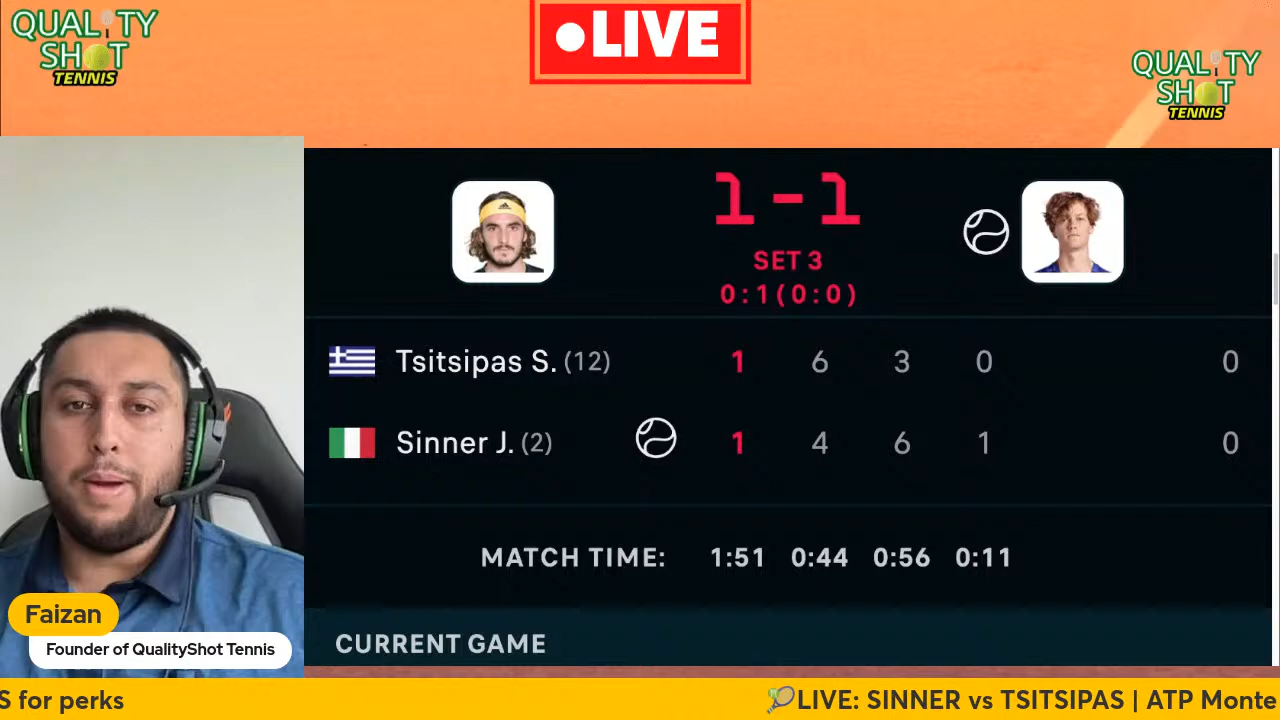 QUALITY
SHOT
TENNIS
LIVE
QUALITY
SHOT
TENNIS
1 - 1
SET 3
0:1(0:0)
Tsitsipas S. (12) 1 6 3 0 0
Sinner J. (2) 1 4 6 1 0
MATCH TIME: 1:51 0:44 0:56 0:11
CURRENT GAME
Faizan
Founder of QualityShot Tennis
S for perks LIVE: SINNER vs TSITSIPAS | ATP Monte